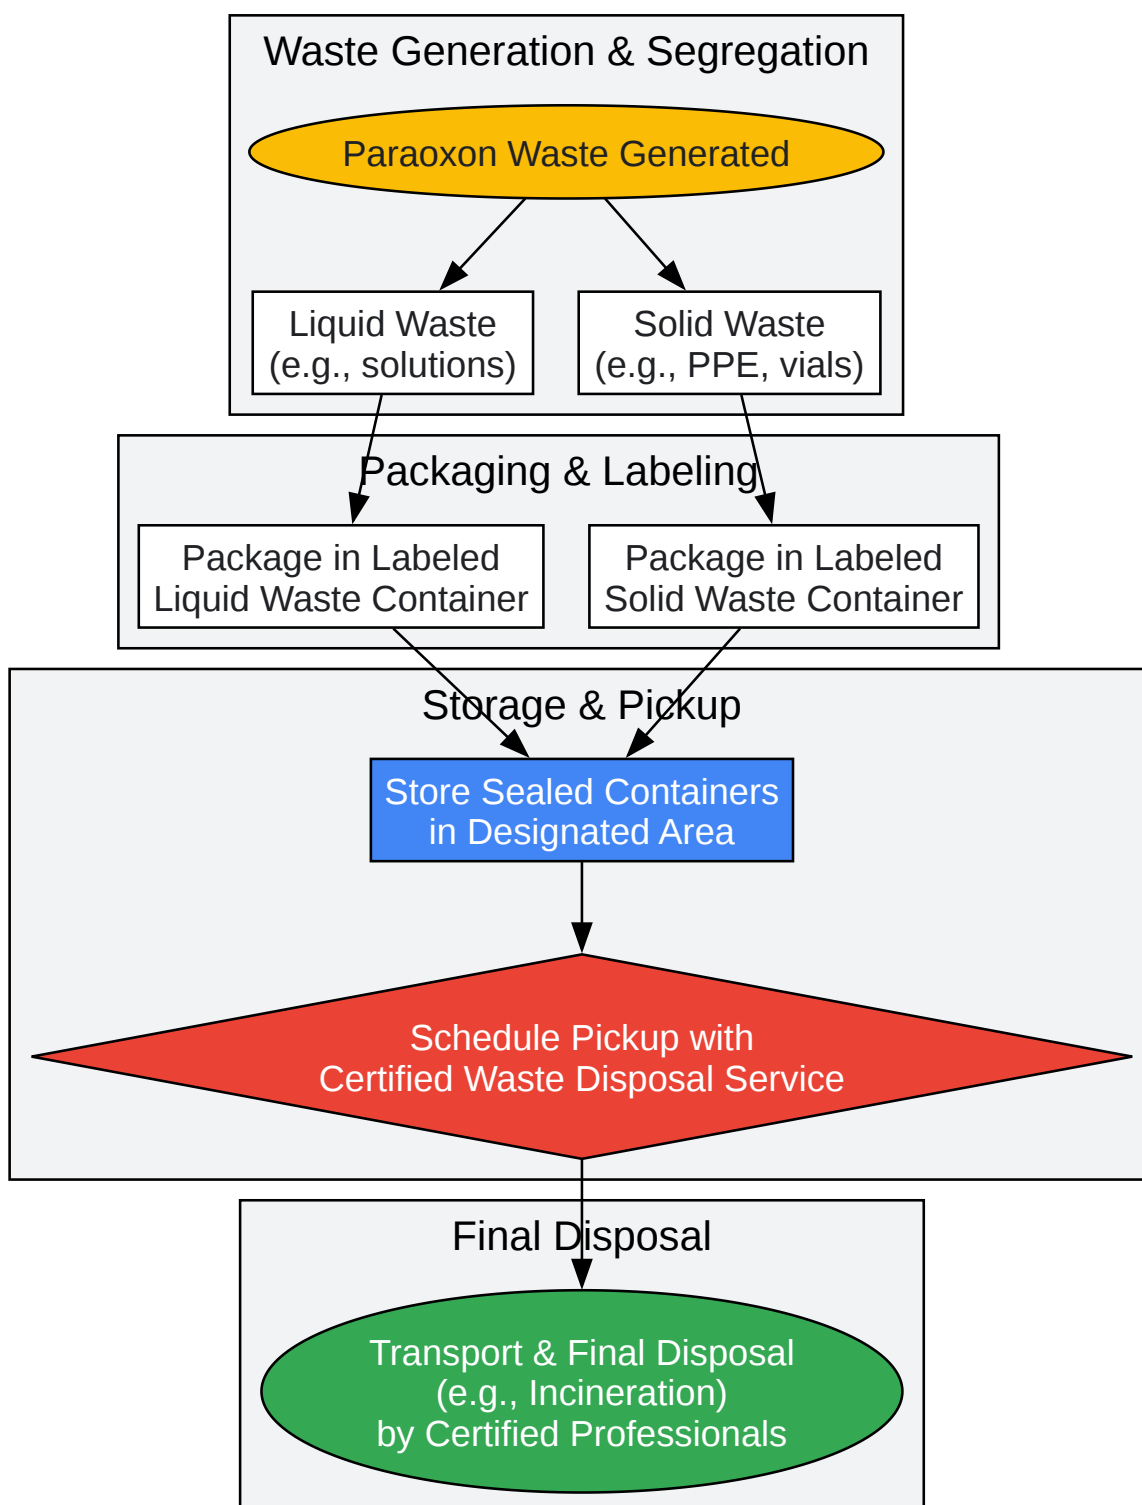 Waste Generation & Segregation
Paraoxon Waste Generated
Liquid Waste
(e.g., solutions)
Solid Waste
(e.g., PPE, vials)
Packaging & Labeling
Package in Labeled
Liquid Waste Container
Package in Labeled
Solid Waste Container
Storage & Pickup
Store Sealed Containers
in Designated Area
Schedule Pickup with
Certified Waste Disposal Service
Final Disposal
Transport & Final Disposal
(e.g., Incineration)
by Certified Professionals